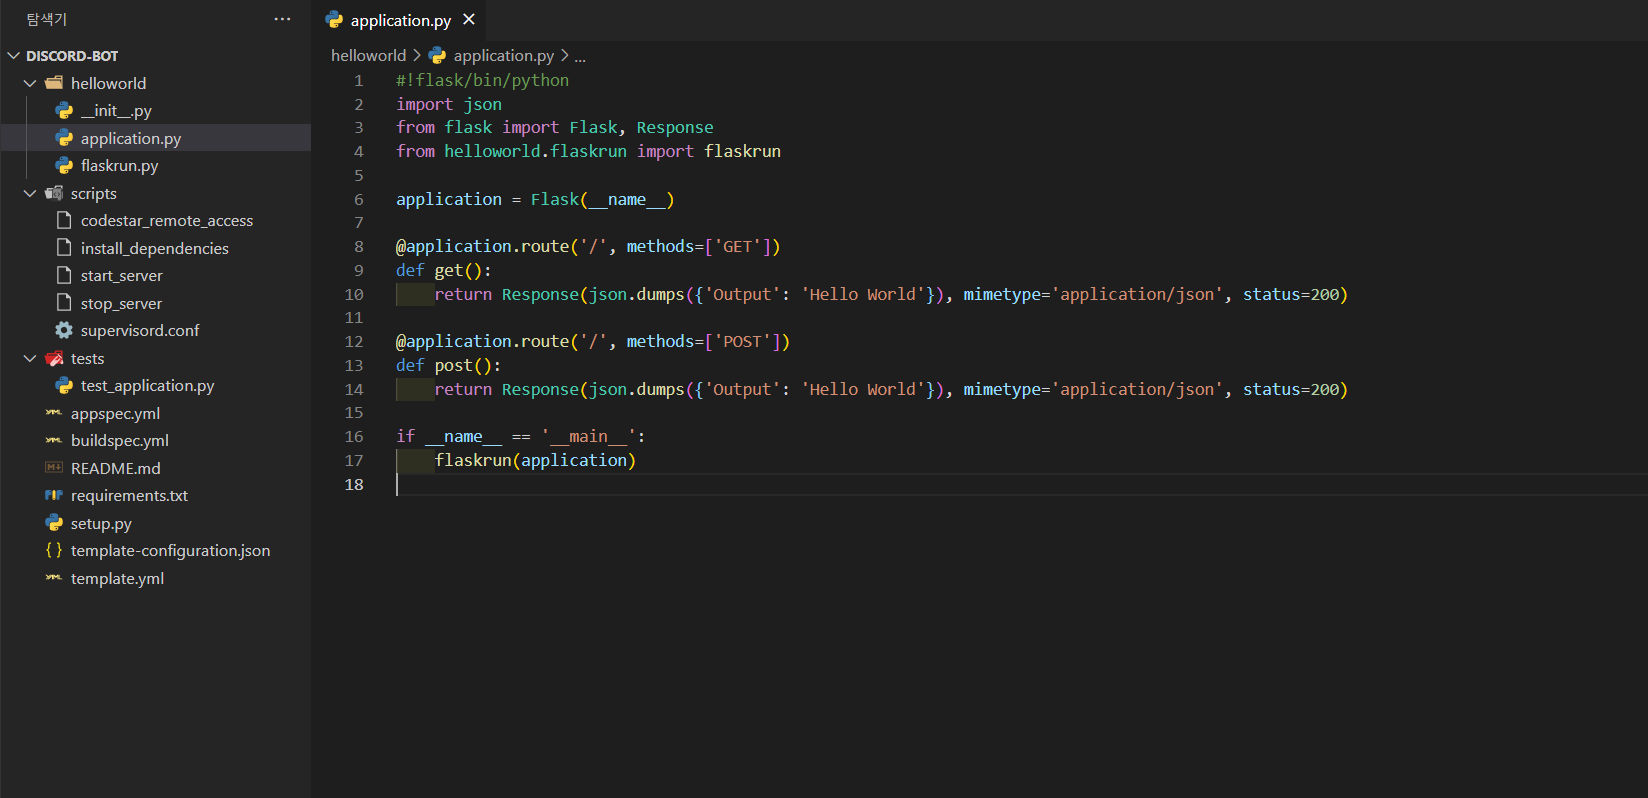 탐색기 ...
DISCORD-BOT
helloworld
__init__.py
application.py
flaskrun.py
scripts
codestar_remote_access
install_dependencies
start_server
stop_server
supervisord.conf
tests
test_application.py
appspec.yml
buildspec.yml
README.md
requirements.txt
setup.py
template-configuration.json
template.yml
application.py
helloworld > application.py > ...
1 #!flask/bin/python
2 import json
3 from flask import Flask, Response
4 from helloworld.flaskrun import flaskrun
5
6 application = Flask(__name__)
7
8 @application.route('/', methods=['GET'])
9 def get():
10     return Response(json.dumps({'Output': 'Hello World'}), mimetype='application/json', status=200)
11
12 @application.route('/', methods=['POST'])
13 def post():
14     return Response(json.dumps({'Output': 'Hello World'}), mimetype='application/json', status=200)
15
16 if __name__ == '__main__':
17     flaskrun(application)
18